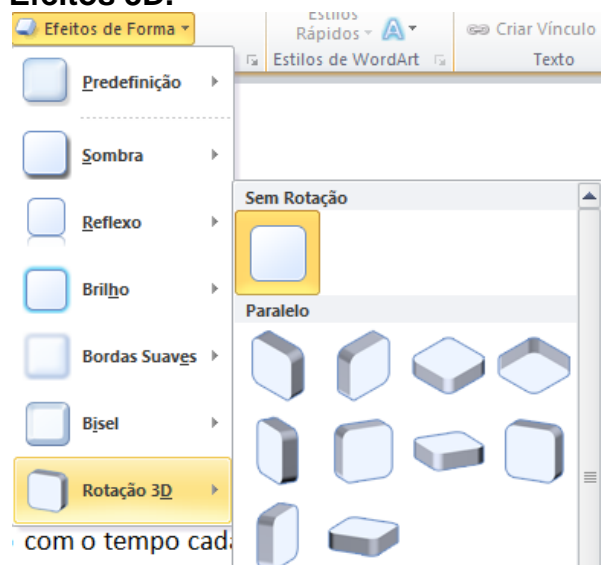 Efeitos 3D.
Efeitos de Forma
Estilos
Rápidos
A
Criar Vínculo
Estilos de WordArt
Texto
Predefinição
Sombra
Reflexo
Brilho
Bordas Suaves
Bisel
Rotação 3D
Sem Rotação
Paralelo
com o tempo cada